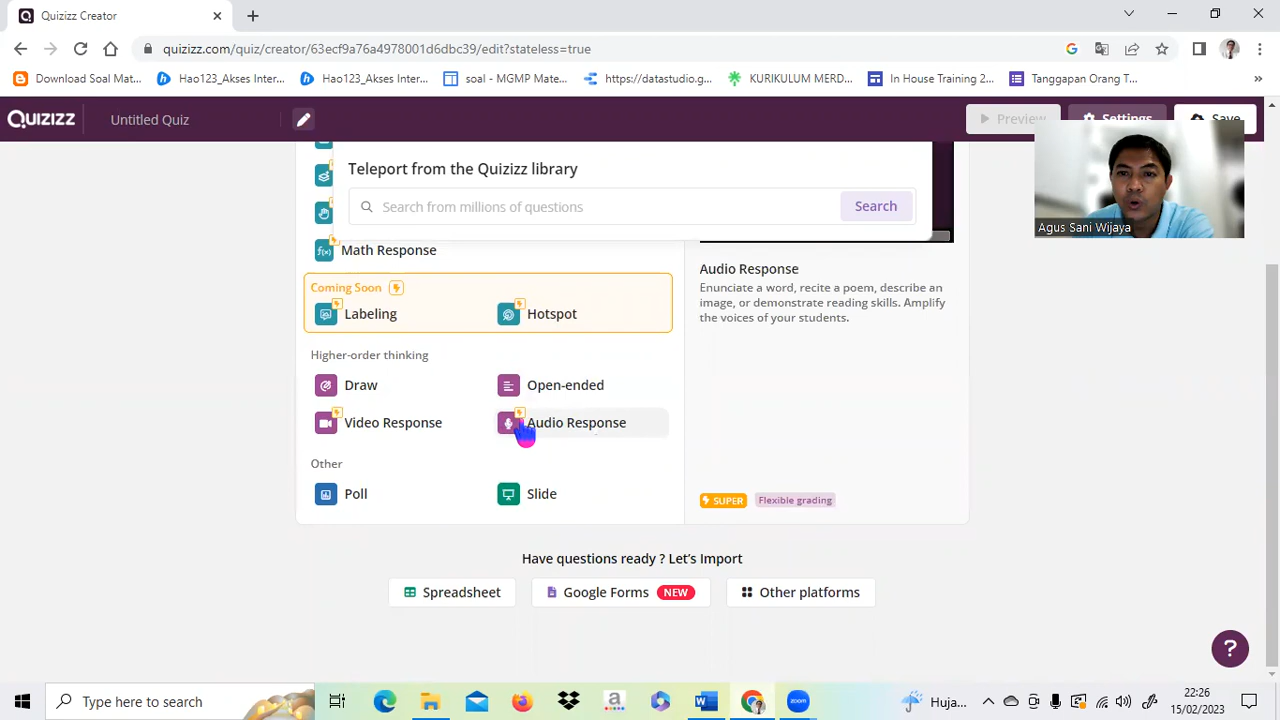 Quizizz Creator
quizizz.com/quiz/creator/63ecf9a76a4978001d6dbc39/edit?stateless=true
Download Soal Mat...
Hao123_Akses Inter...
Hao123_Akses Inter...
soal - MGMP Mate...
https://datastudio.g...
KURIKULUM MERD...
In House Training 2...
Tanggapan Orang T...
QUIZIZZ
Untitled Quiz
Preview
Settings
Save
Teleport from the Quizizz library
Search from millions of questions
Search
Agus Sani Wijaya
f(x) Math Response
Coming Soon
Labeling
Hotspot
Higher-order thinking
Draw
Open-ended
Video Response
Audio Response
Other
Poll
Slide
Audio Response
Enunciate a word, recite a poem, describe an
image, or demonstrate reading skills. Amplify
the voices of your students.
SUPER
Flexible grading
Have questions ready ? Let's Import
Spreadsheet
Google Forms NEW
Other platforms
?
Type here to search
a
zoom
Huja...
22:26
15/02/2023